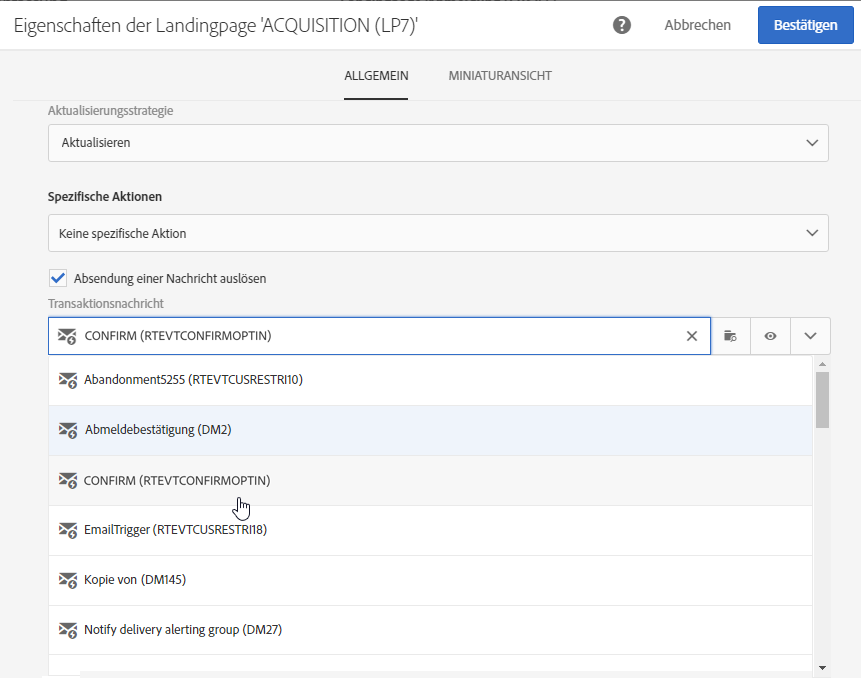 Eigenschaften der Landingpage 'ACQUISITION (LP7)'
?
Abbrechen
Bestätigen
ALLGEMEIN
MINIATURANSICHT
Aktualisierungsstrategie
Aktualisieren
Spezifische Aktionen
Keine spezifische Aktion
Absendung einer Nachricht auslösen
Transaktionsnachricht
CONFIRM (RTEVTCONFIRMOPTIN)
Abandonment5255 (RTEVTCUSRESTRI10)
Abmeldebestätigung (DM2)
CONFIRM (RTEVTCONFIRMOPTIN)
EmailTrigger (RTEVTCUSRESTRI18)
Kopie von (DM145)
Notify delivery alerting group (DM27)